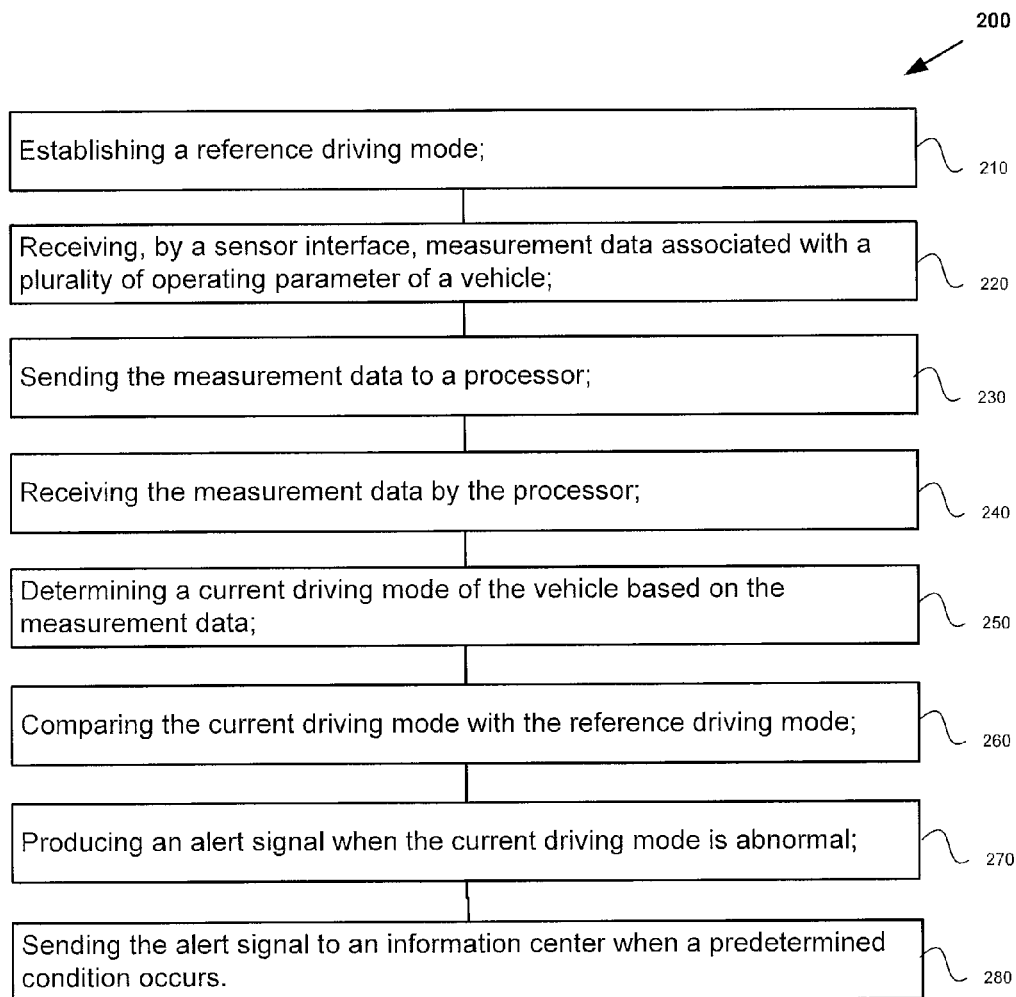 200
Establishing a reference driving mode;
210
Receiving, by a sensor interface, measurement data associated with a
plurality of operating parameter of a vehicle;
220
Sending the measurement data to a processor;
230
Receiving the measurement data by the processor;
240
Determining a current driving mode of the vehicle based on the
measurement data;
250
Comparing the current driving mode with the reference driving mode;
260
Producing an alert signal when the current driving mode is abnormal;
270
Sending the alert signal to an information center when a predetermined
condition occurs.
280